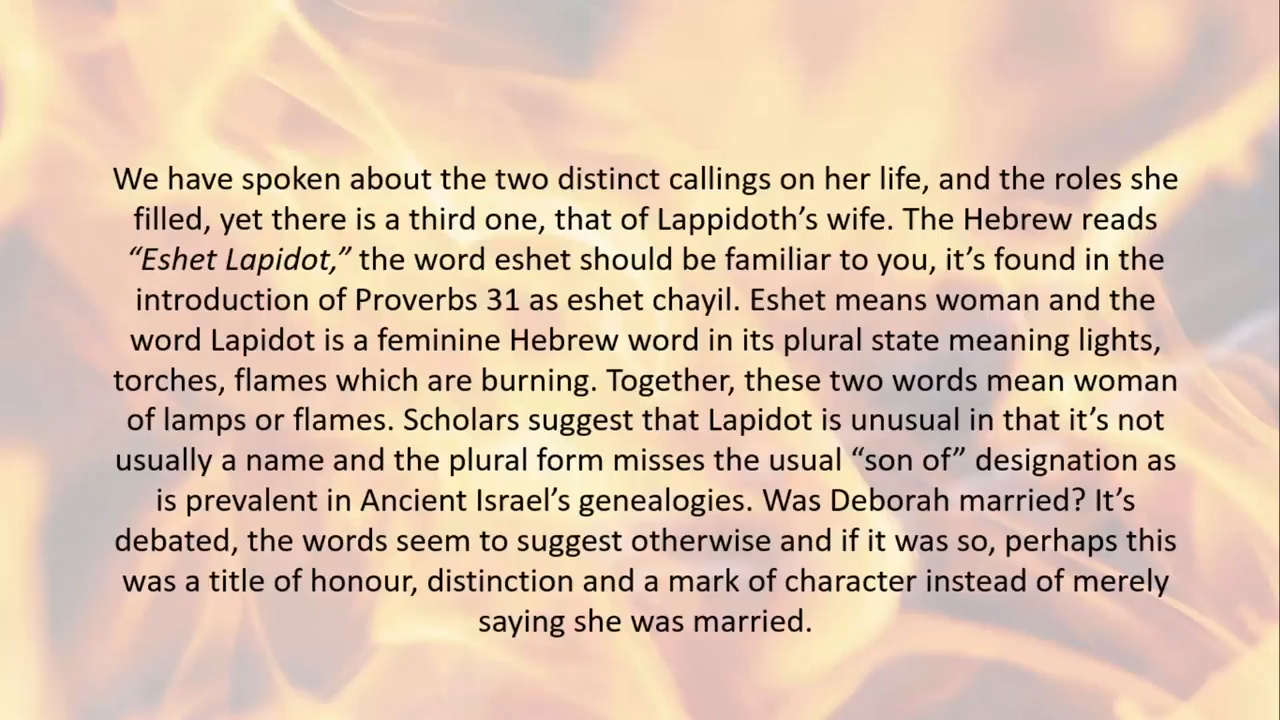 We have spoken about the two distinct callings on her life, and the roles she
filled, yet there is a third one, that of Lappidoth’s wife. The Hebrew reads
“Eshet Lapidot,” the word eshet should be familiar to you, it’s found in the
introduction of Proverbs 31 as eshet chayil. Eshet means woman and the
word Lapidot is a feminine Hebrew word in its plural state meaning lights,
torches, flames which are burning. Together, these two words mean woman
of lamps or flames. Scholars suggest that Lapidot is unusual in that it’s not
usually a name and the plural form misses the usual “son of” designation as
is prevalent in Ancient Israel’s genealogies. Was Deborah married? It’s
debated, the words seem to suggest otherwise and if it was so, perhaps this
was a title of honour, distinction and a mark of character instead of merely
saying she was married.